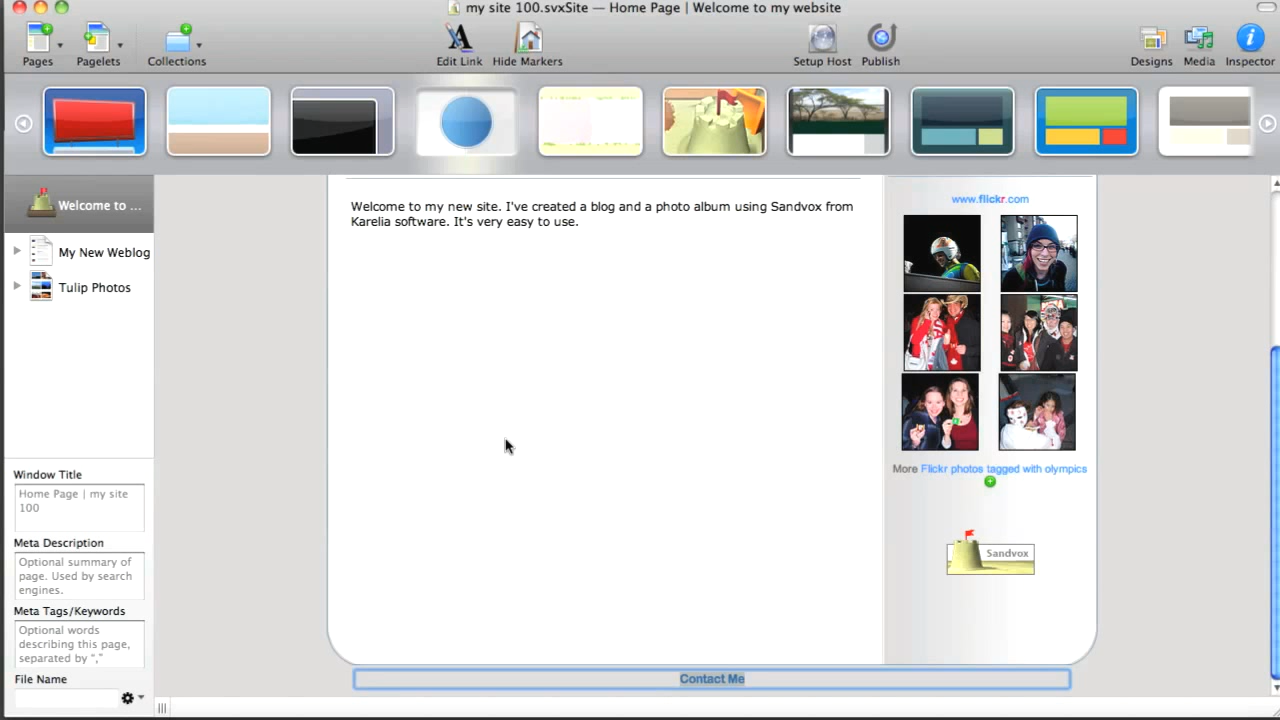 my site 100.svxSite — Home Page | Welcome to my website
Pages
Pagelets
Collections
Edit Link
Hide Markers
Setup Host
Publish
Designs
Media
Inspector
Welcome to ...
My New Weblog
Tulip Photos
Welcome to my new site. I've created a blog and a photo album using Sandvox from
Karelia software. It's very easy to use.
www.flickr.com
More Flickr photos tagged with olympics
Sandvox
Contact Me
Window Title
Home Page | my site
100
Meta Description
Optional summary of
page. Used by search
engines.
Meta Tags/Keywords
Optional words
describing this page,
separated by “,”
File Name